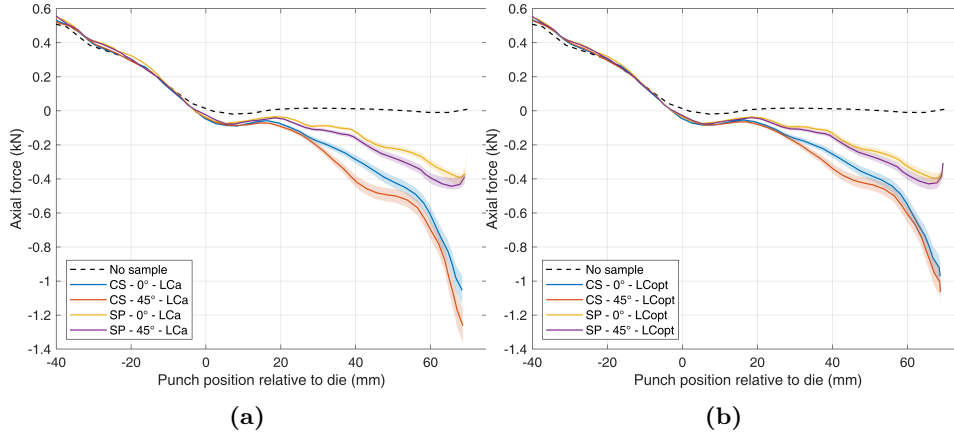 0.6
0.4
0.2
0
-0.2
-0.4
-0.6
-0.8
-1
-1.2
-1.4
Axial force (kN)
-40
-20
0
20
40
60
Punch position relative to die (mm)
No sample
CS - 0° - LCa
CS - 45° - LCa
SP - 0° - LCa
SP - 45° - LCa
(a)
0.6
0.4
0.2
0
-0.2
-0.4
-0.6
-0.8
-1
-1.2
-1.4
Axial force (kN)
-40
-20
0
20
40
60
Punch position relative to die (mm)
No sample
CS - 0° - LCopt
CS - 45° - LCopt
SP - 0° - LCopt
SP - 45° - LCopt
(b)